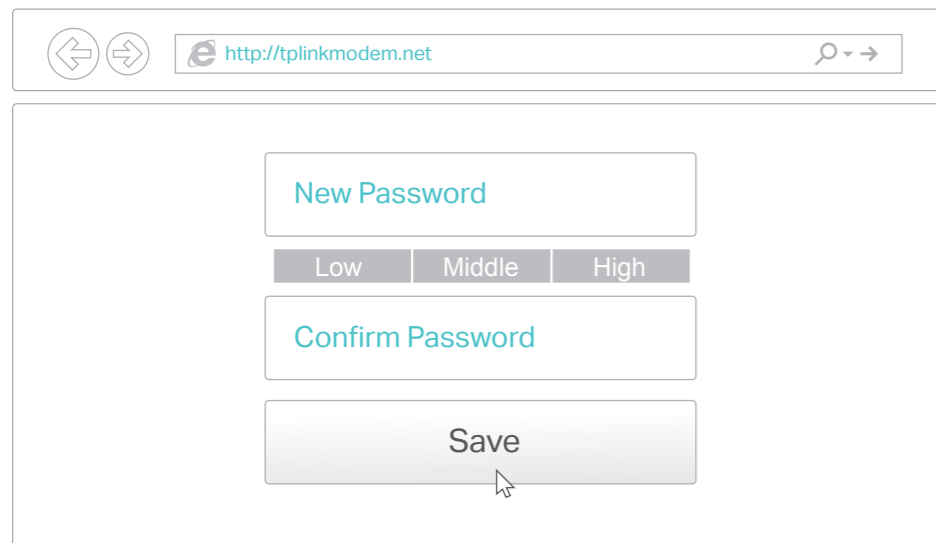 http://tplinkmodem.net
New Password
Low Middle High
Confirm Password
Save